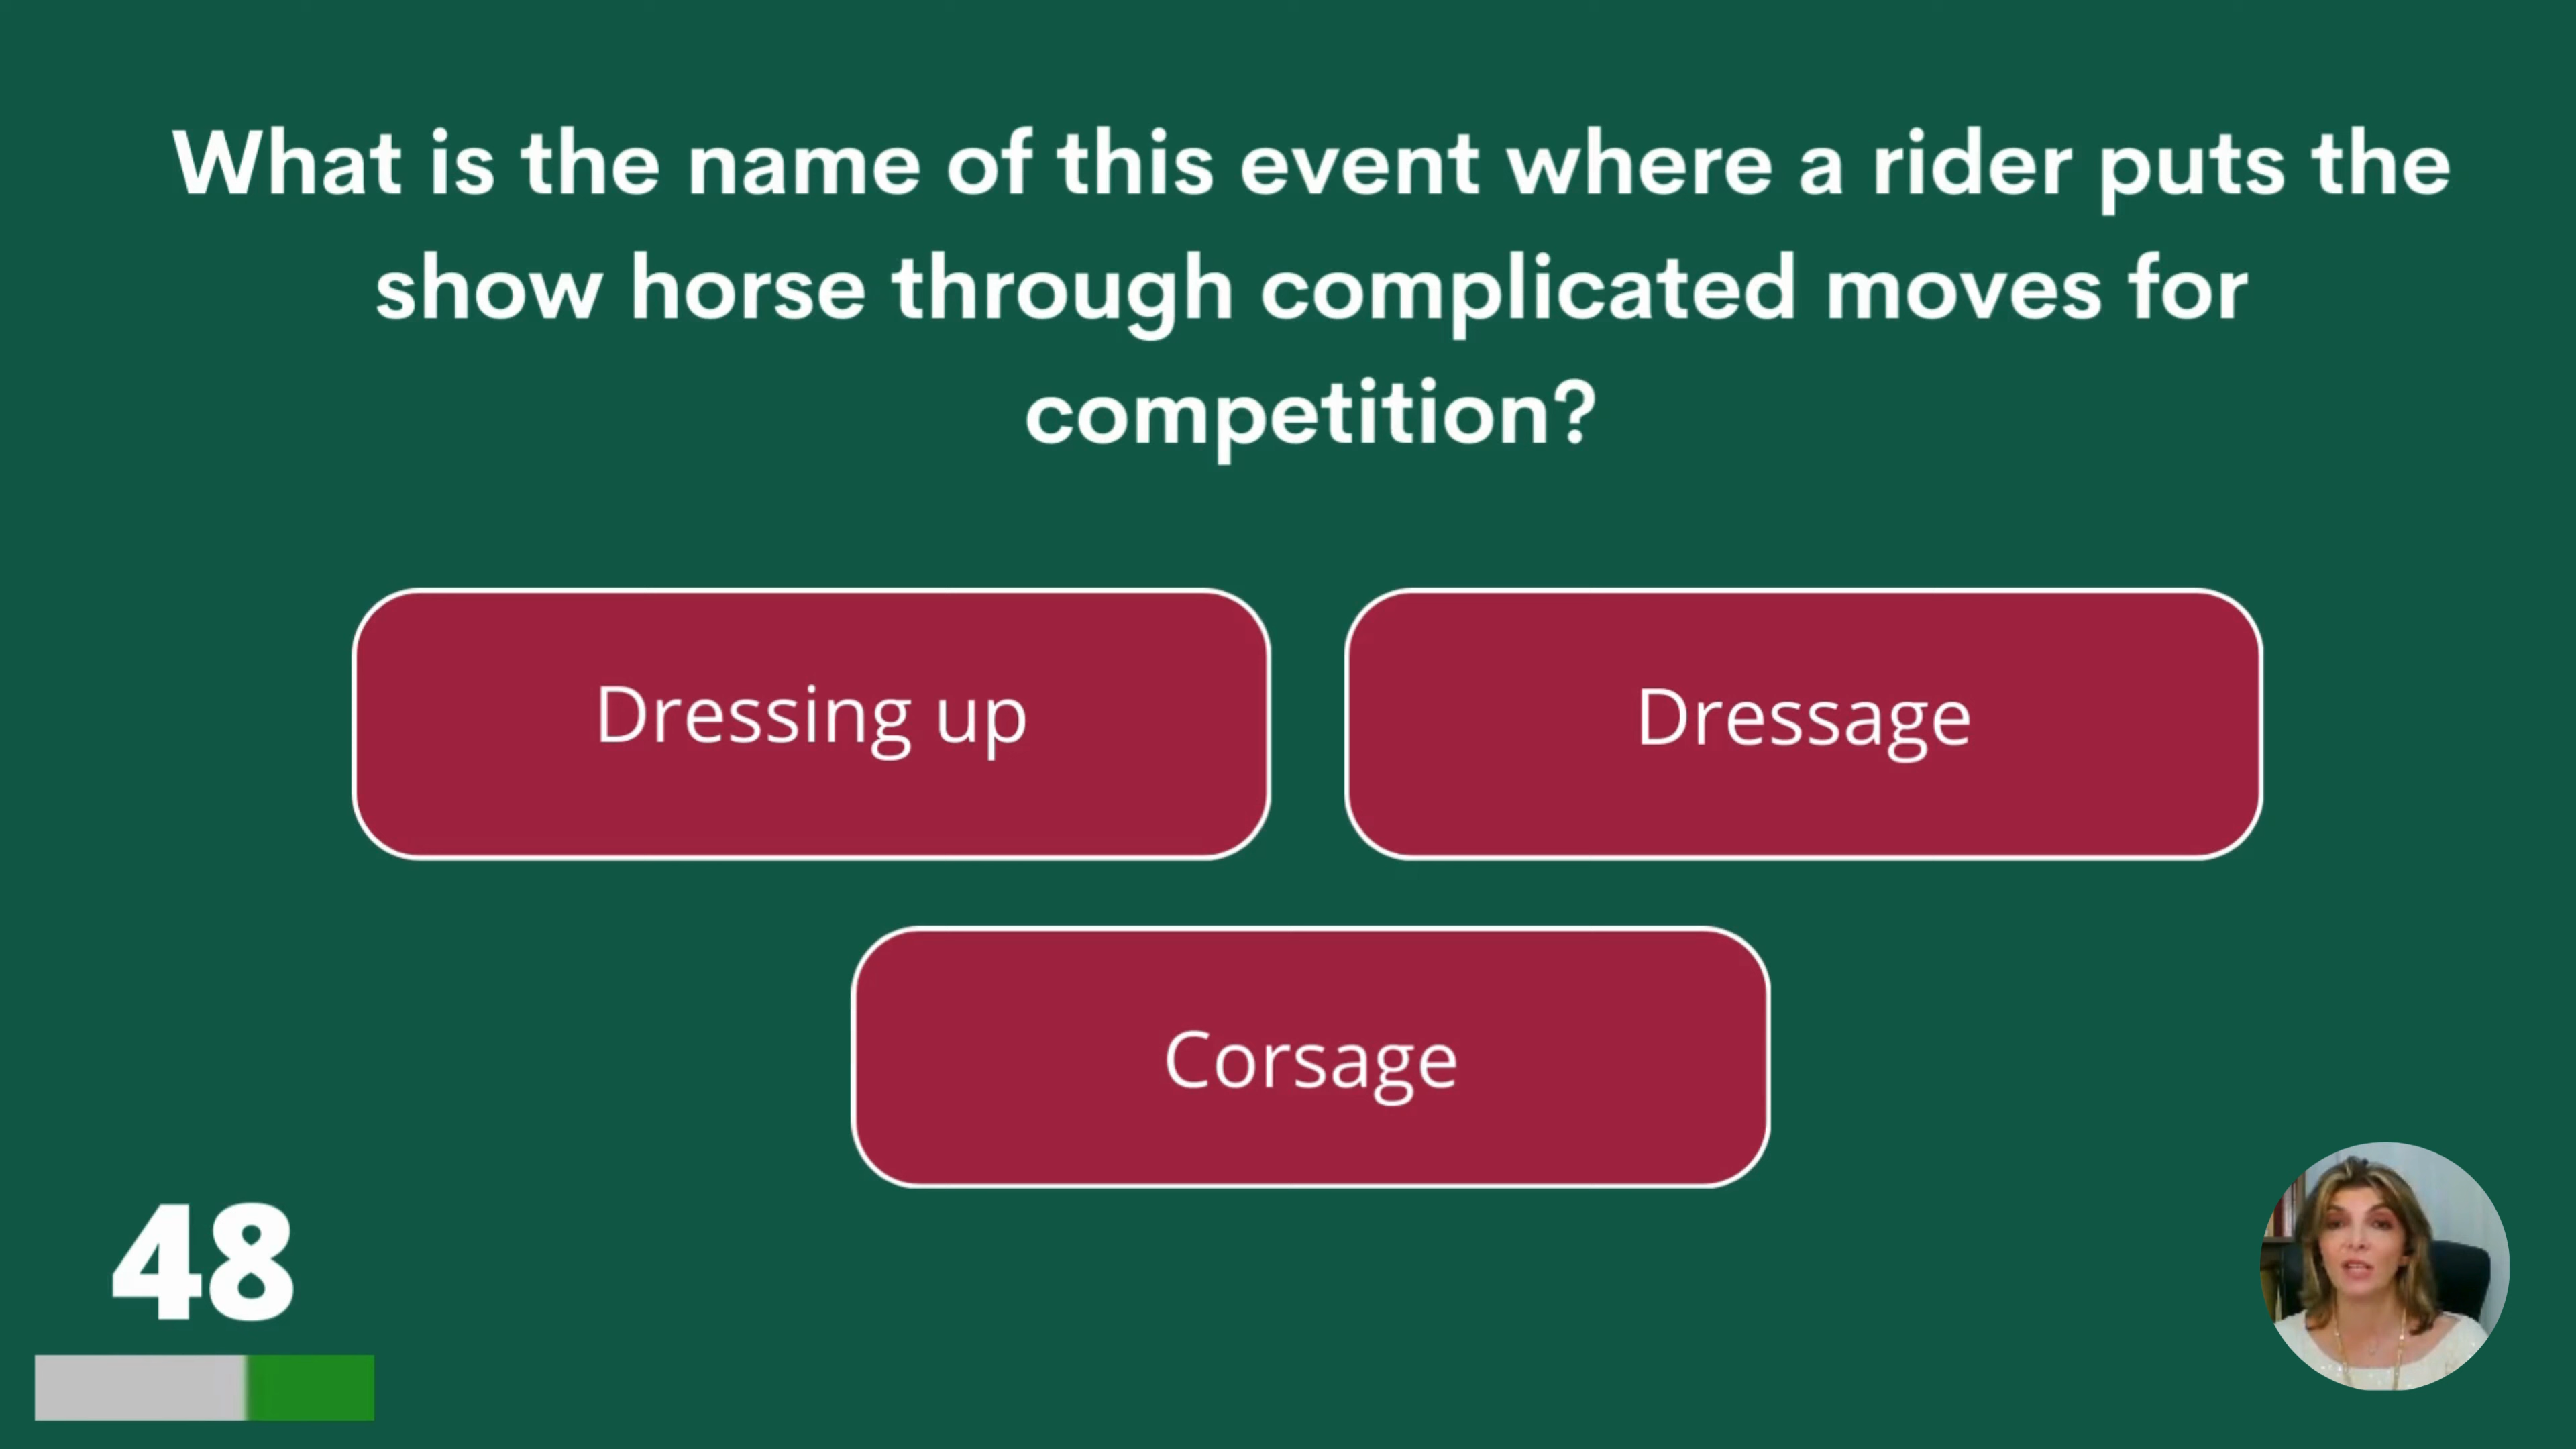 What is the name of this event where a rider puts the
show horse through complicated moves for
competition?
Dressing up
Dressage
Corsage
48